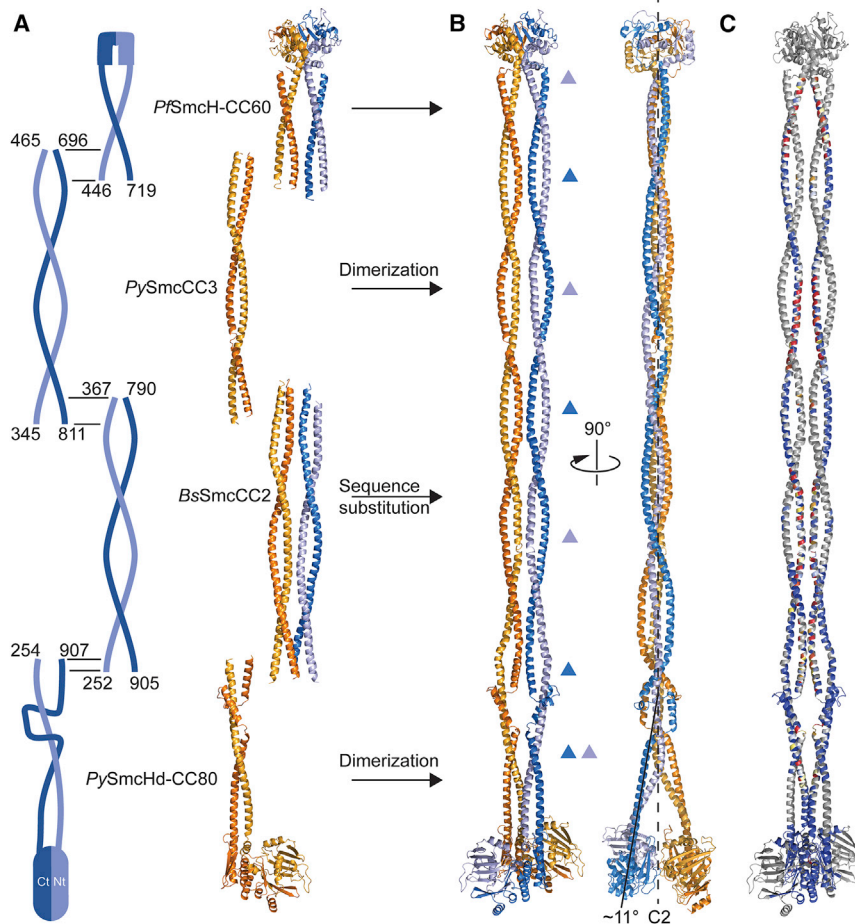 A
B
C
PfSmcH-CC60
465 696
446 719
PySmcCC3
Dimerization
367 790
345 811
90°
BsSmcCC2
Sequence
substitution
254 907
252 905
PySmcHd-CC80
Dimerization
Ct Nt
~11° C2